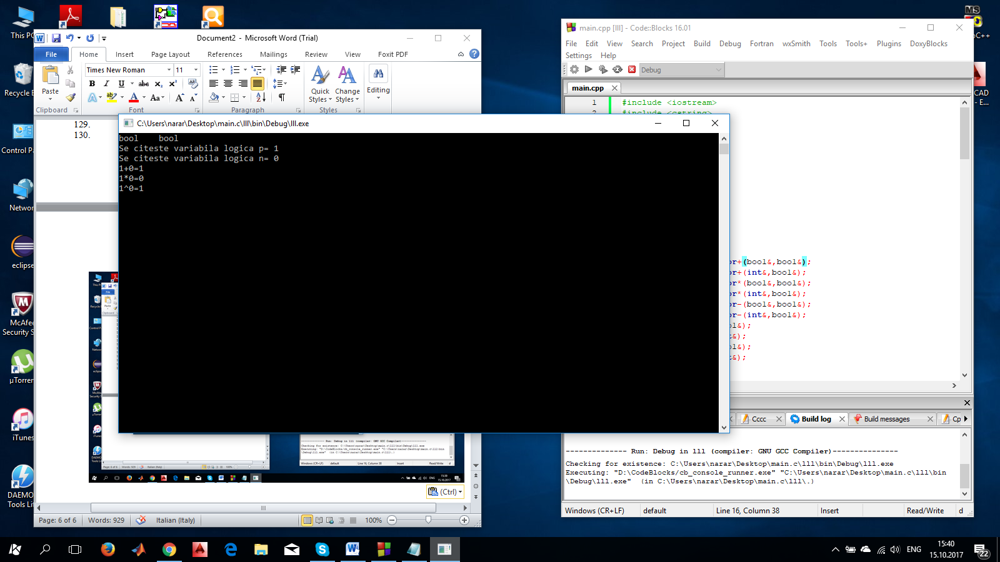 This PC
Recycle
Control P
Networ
eclipse
McAfee
Security S
µTorren
iTunes
DAEMO
Tools Lit
Document2 - Microsoft Word (Trial)
File Home Insert Page Layout References Mailings Review View Foxit PDF
Times New Roman 11
Paste
Quick Styles
Change Styles
Editing
Clipboard Font Paragraph Styles
129.
130.
(Ctrl)
Page: 6 of 6 Words: 929 Italian (Italy) 100%
C:\Users\narar\Desktop\main.c\lll\bin\Debug\lll.exe
bool    bool
Se citeste variabila logica p= 1
Se citeste variabila logica n= 0
1+0=1
1*0=0
1^0=1
main.cpp [lll] - Code::Blocks 16.01
File Edit View Search Project Build Debug Fortran wxSmith Tools Tools+ Plugins DoxyBlocks
Settings Help
Debug
main.cpp
1 #include <iostream>
2 #include <cstring>
or+(bool&,bool&);
or+(int&,bool&);
or*(bool&,bool&);
or*(int&,bool&);
or-(bool&,bool&);
or-(int&,bool&);
ol&);
t&);
ol&);
t&);
Cccc Build log Build messages Cp
------------- Run: Debug in lll (compiler: GNU GCC Compiler)---------------
Checking for existence: C:\Users\narar\Desktop\main.c\lll\bin\Debug\lll.exe
Executing: "D:\CodeBlocks/cb_console_runner.exe" "C:\Users\narar\Desktop\main.c\lll\bin
\Debug\lll.exe"  (in C:\Users\narar\Desktop\main.c\lll\.)
Windows (CR+LF) default Line 16, Column 38 Insert Read/Write d
oC++
CAD
- E...
ENG
15:40
15.10.2017
22